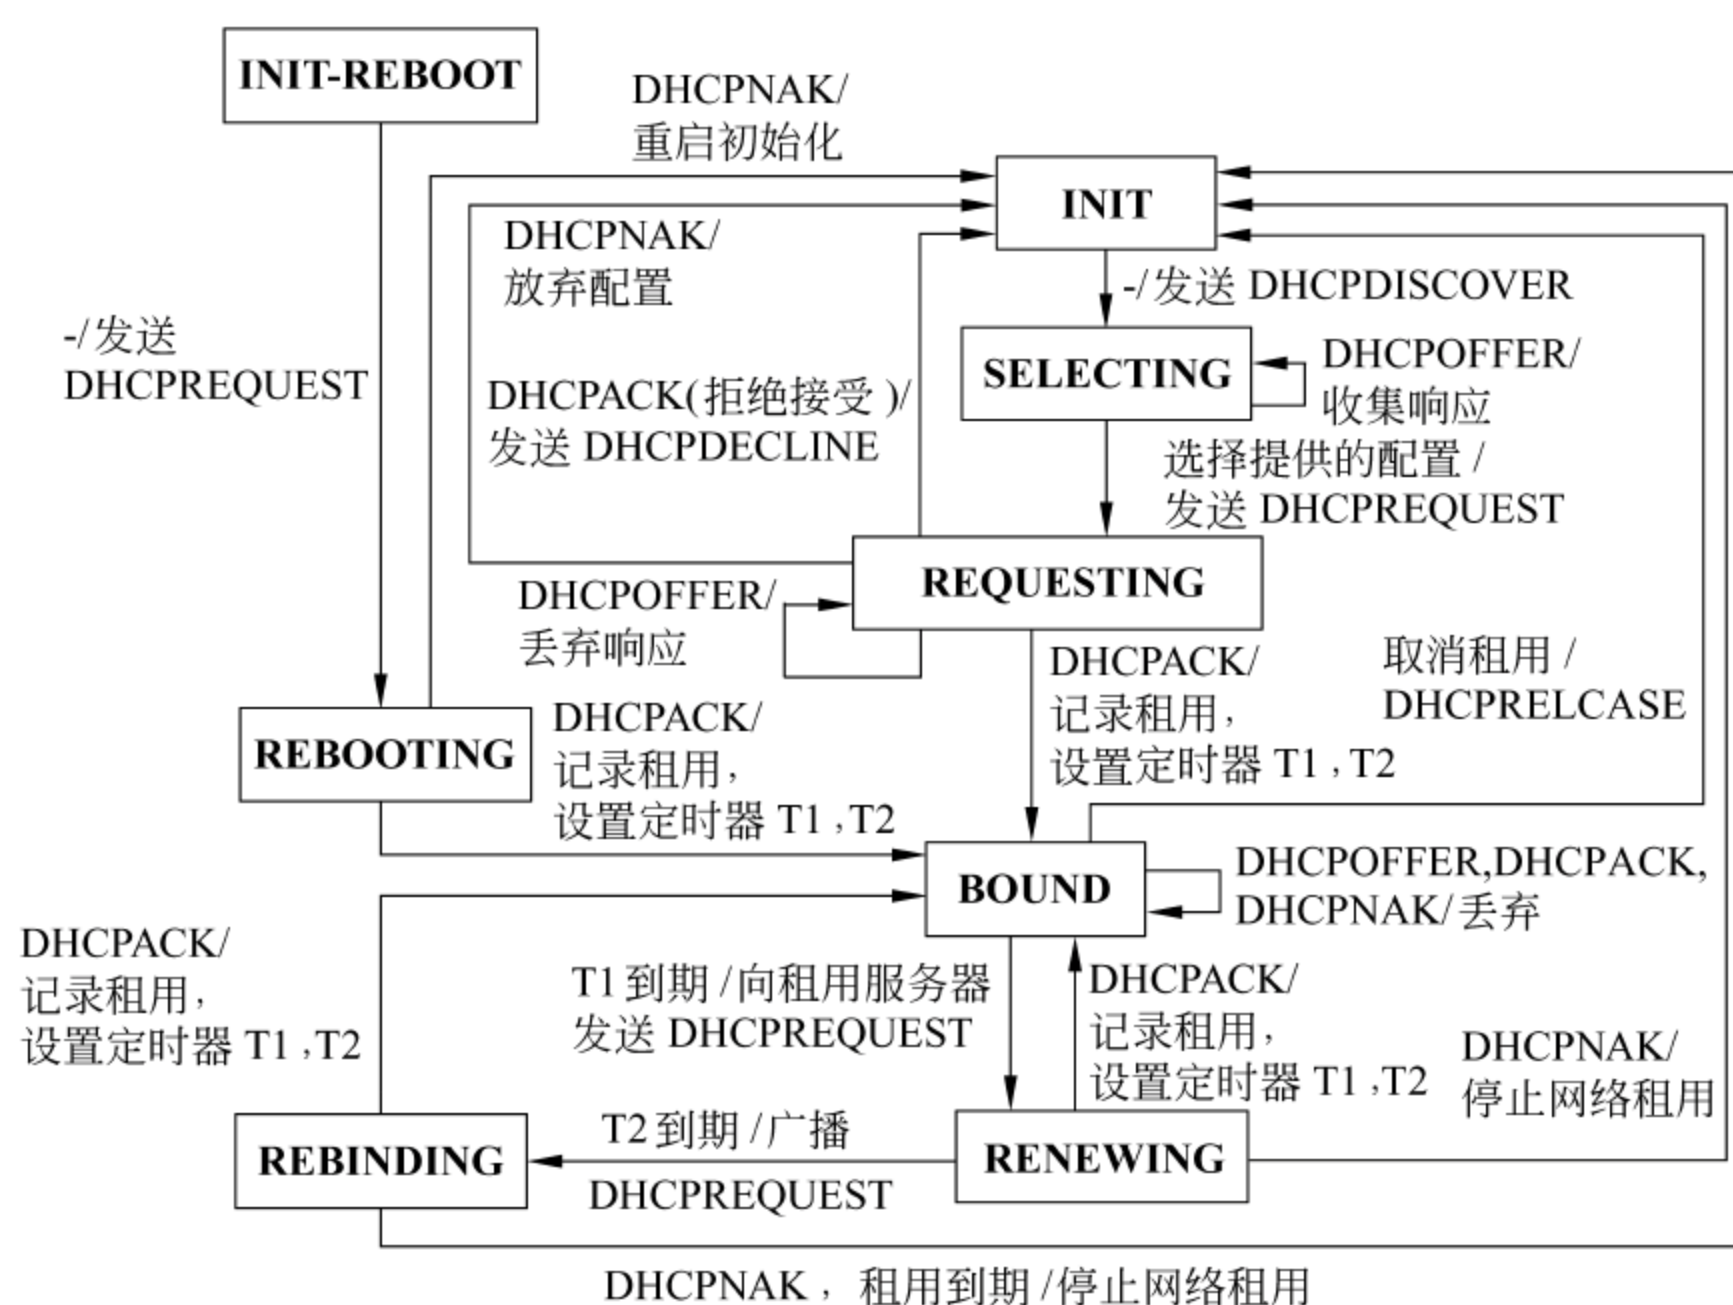 INIT-REBOOT
DHCPNAK/
重启初始化
INIT
DHCPNAK/
放弃配置
-/发送 DHCPDISCOVER
-/发送
DHCPREQUEST
SELECTING
DHCPOFFER/
收集响应
DHCPACK(拒绝接受)/
发送 DHCPDECLINE
选择提供的配置/
发送 DHCPREQUEST
REQUESTING
DHCPOFFER/
丢弃响应
DHCPACK/
记录租用,
设置定时器 T1,T2
取消租用/
DHCPRELCASE
REBOOTING
DHCPACK/
记录租用,
设置定时器 T1,T2
BOUND
DHCPOFFER,DHCPACK,
DHCPNAK/丢弃
DHCPACK/
记录租用,
设置定时器 T1,T2
T1到期/向租用服务器
发送 DHCPREQUEST
DHCPACK/
记录租用,
设置定时器 T1,T2
DHCPNAK/
停止网络租用
REBINDING
T2到期/广播
DHCPREQUEST
RENEWING
DHCPNAK,租用到期/停止网络租用